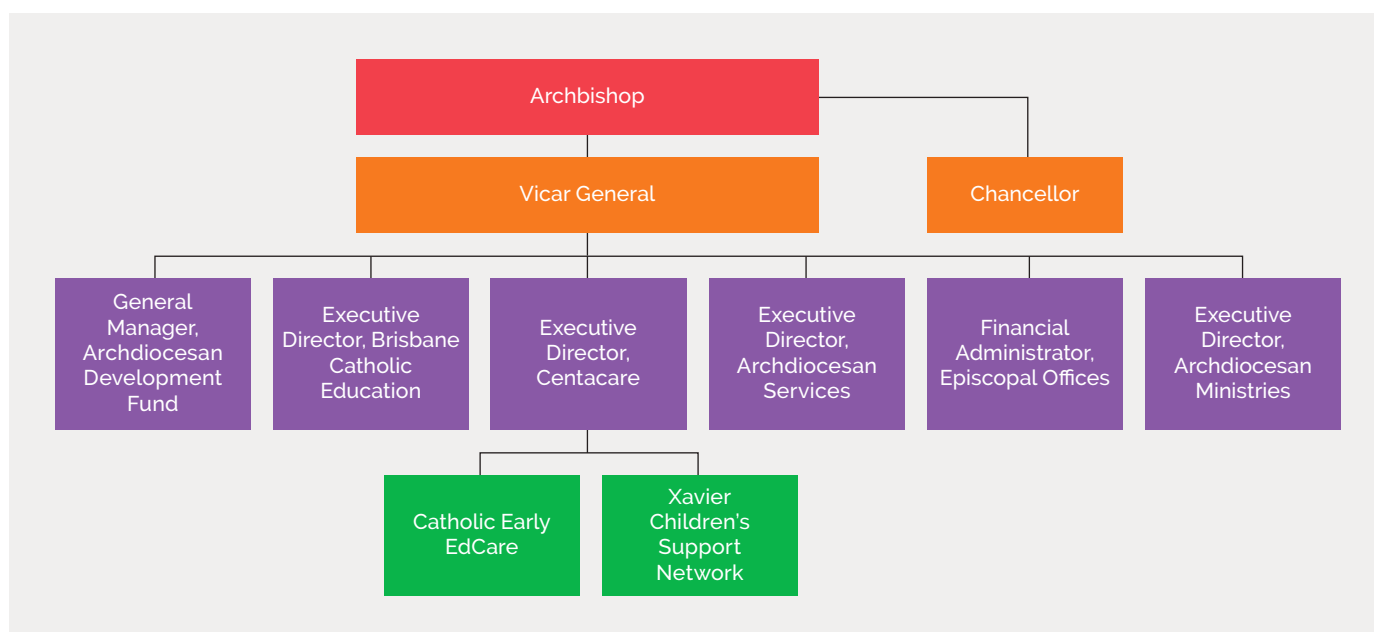 Archbishop
Vicar General
Chancellor
General
Manager,
Archdiocesan
Development
Fund
Executive
Director, Brisbane
Catholic
Education
Executive
Director,
Centacare
Executive
Director,
Archdiocesan
Services
Financial
Administrator,
Episcopal Offices
Executive
Director,
Archdiocesan
Ministries
Catholic Early
EdCare
Xavier
Children’s
Support
Network